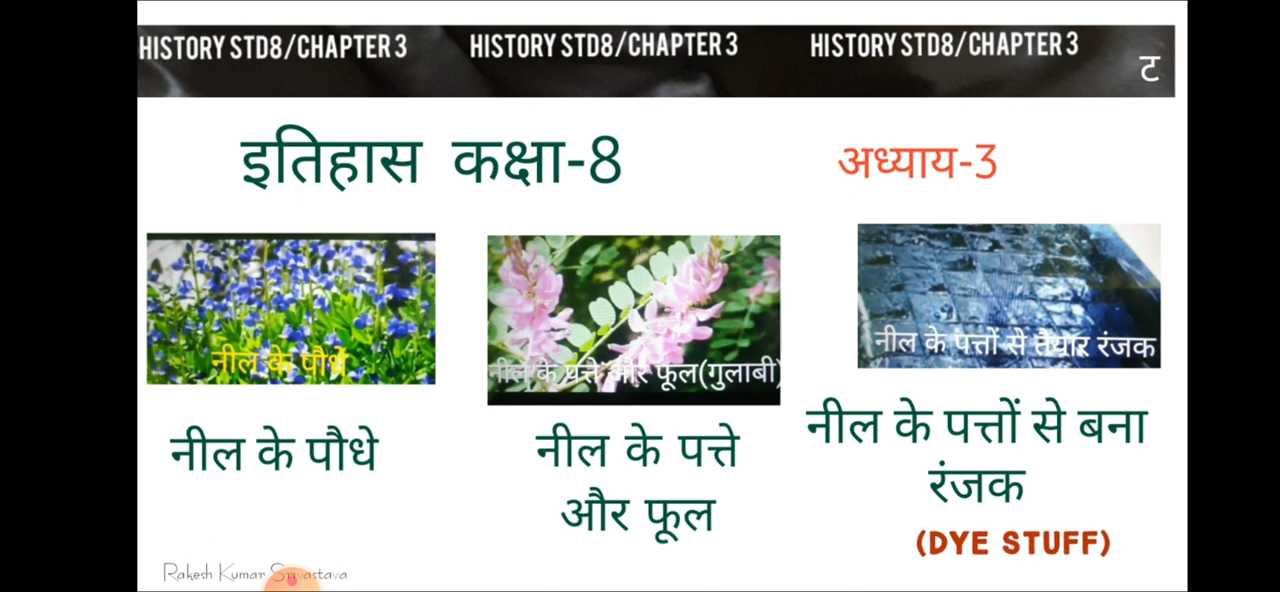 HISTORY STD8/CHAPTER 3 HISTORY STD8/CHAPTER 3 HISTORY STD8/CHAPTER 3
ट
इतिहास कक्षा-8 अध्याय-3
नील के पौधे
नील के पत्ते और फूल(गुलाबी)
नील के पत्तों से तैयार रंजक
नील के पौधे
नील के पत्ते
और फूल
नील के पत्तों से बना
रंजक
(DYE STUFF)
Rakesh Kumar Srivastava